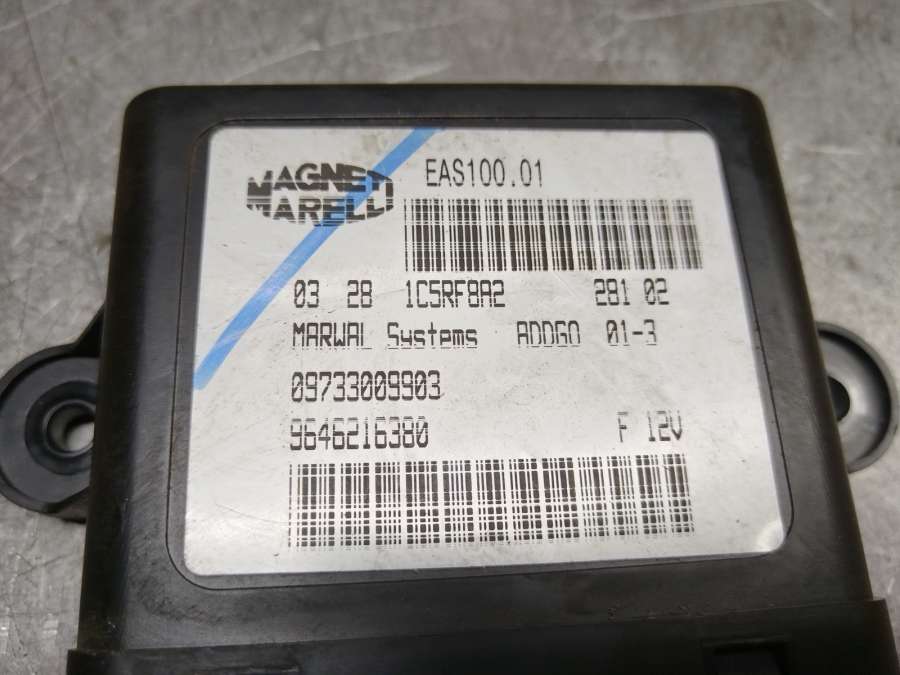 MAGNETI
MARELLI
EAS100.01
03 28 1C5RF8A2 281 02
MARWAL Systems ADDGO 01-3
09733009903
9646216380 F 12V